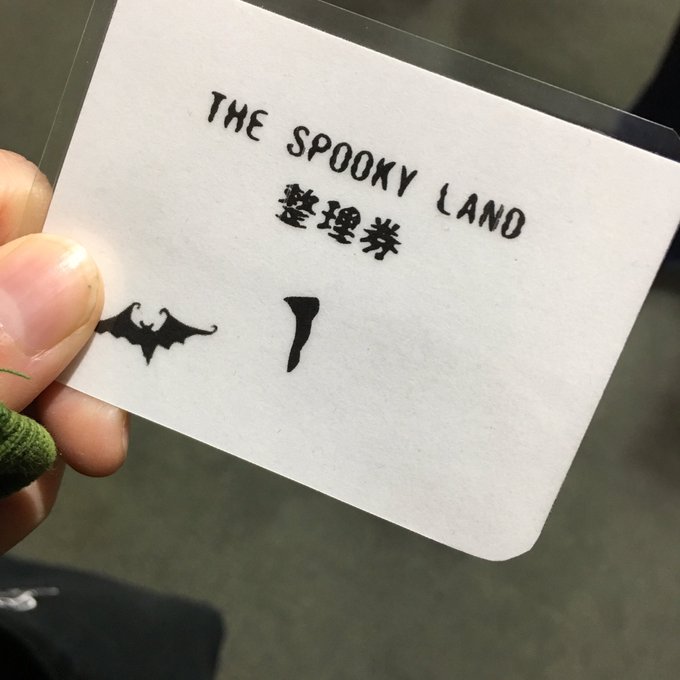 THE SPOOKY LAND
整理券
1